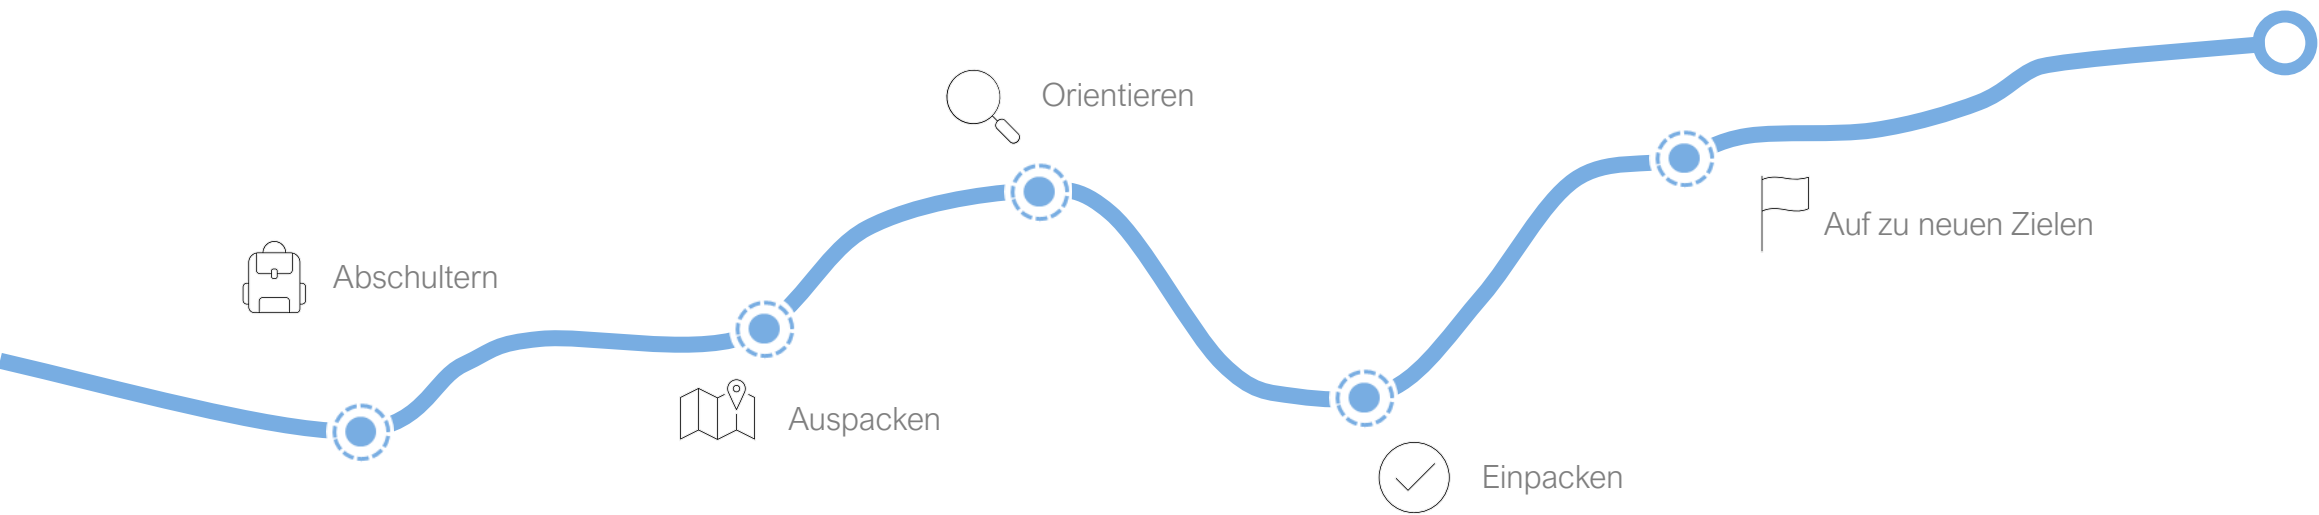 Abschultern
Auspacken
Orientieren
Einpacken
Auf zu neuen Zielen